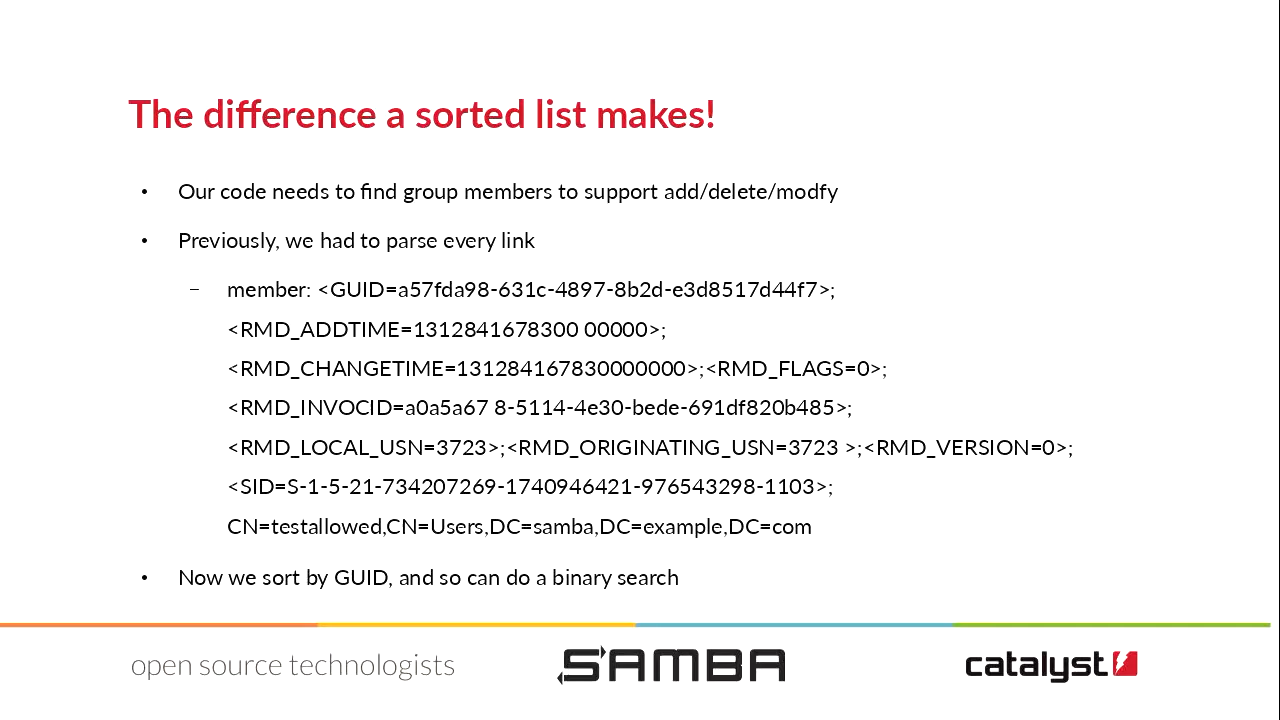 The difference a sorted list makes!
• Our code needs to find group members to support add/delete/modfy
• Previously, we had to parse every link
– member: <GUID=a57fda98-631c-4897-8b2d-e3d8517d44f7>;
<RMD_ADDTIME=1312841678300 00000>;
<RMD_CHANGETIME=131284167830000000>;<RMD_FLAGS=0>;
<RMD_INVOCID=a0a5a67 8-5114-4e30-bede-691df820b485>;
<RMD_LOCAL_USN=3723>;<RMD_ORIGINATING_USN=3723 >;<RMD_VERSION=0>;
<SID=S-1-5-21-734207269-1740946421-976543298-1103>;
CN=testallowed,CN=Users,DC=samba,DC=example,DC=com
• Now we sort by GUID, and so can do a binary search
open source technologists SAMBA catalyst